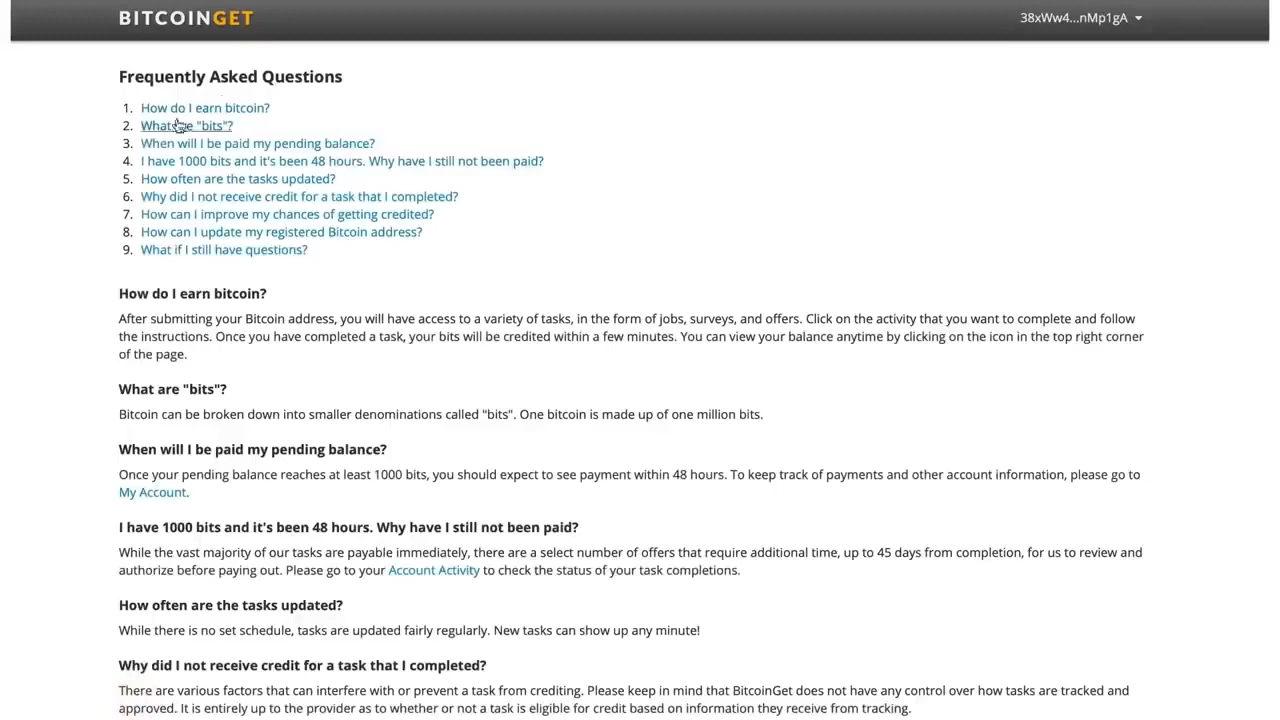 BITCOINGET
38xWw4...nMp1gA
Frequently Asked Questions
1. How do I earn bitcoin?
2. What are "bits"?
3. When will I be paid my pending balance?
4. I have 1000 bits and it's been 48 hours. Why have I still not been paid?
5. How often are the tasks updated?
6. Why did I not receive credit for a task that I completed?
7. How can I improve my chances of getting credited?
8. How can I update my registered Bitcoin address?
9. What if I still have questions?
How do I earn bitcoin?
After submitting your Bitcoin address, you will have access to a variety of tasks, in the form of jobs, surveys, and offers. Click on the activity that you want to complete and follow
the instructions. Once you have completed a task, your bits will be credited within a few minutes. You can view your balance anytime by clicking on the icon in the top right corner
of the page.
What are "bits"?
Bitcoin can be broken down into smaller denominations called "bits". One bitcoin is made up of one million bits.
When will I be paid my pending balance?
Once your pending balance reaches at least 1000 bits, you should expect to see payment within 48 hours. To keep track of payments and other account information, please go to
My Account.
I have 1000 bits and it's been 48 hours. Why have I still not been paid?
While the vast majority of our tasks are payable immediately, there are a select number of offers that require additional time, up to 45 days from completion, for us to review and
authorize before paying out. Please go to your Account Activity to check the status of your task completions.
How often are the tasks updated?
While there is no set schedule, tasks are updated fairly regularly. New tasks can show up any minute!
Why did I not receive credit for a task that I completed?
There are various factors that can interfere with or prevent a task from crediting. Please keep in mind that BitcoinGet does not have any control over how tasks are tracked and
approved. It is entirely up to the provider as to whether or not a task is eligible for credit based on information they receive from tracking.